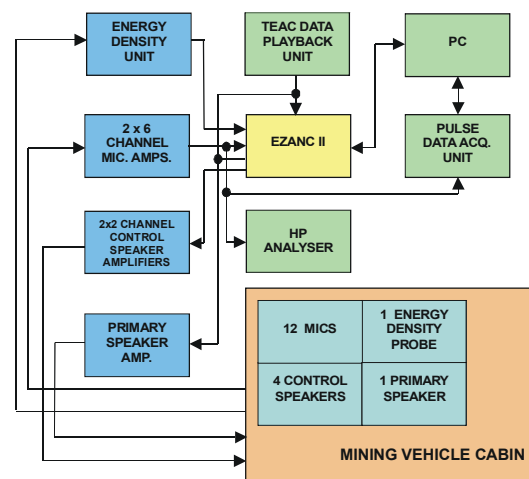 ENERGY
DENSITY
UNIT
TEAC DATA
PLAYBACK
UNIT
PC
2 x 6
CHANNEL
MIC. AMPS.
EZANC II
PULSE
DATA ACQ.
UNIT
2x2 CHANNEL
CONTROL
SPEAKER
AMPLIFIERS
HP
ANALYSER
PRIMARY
SPEAKER
AMP.
12 MICS
1 ENERGY
DENSITY
PROBE
4 CONTROL
SPEAKERS
1 PRIMARY
SPEAKER
MINING VEHICLE CABIN